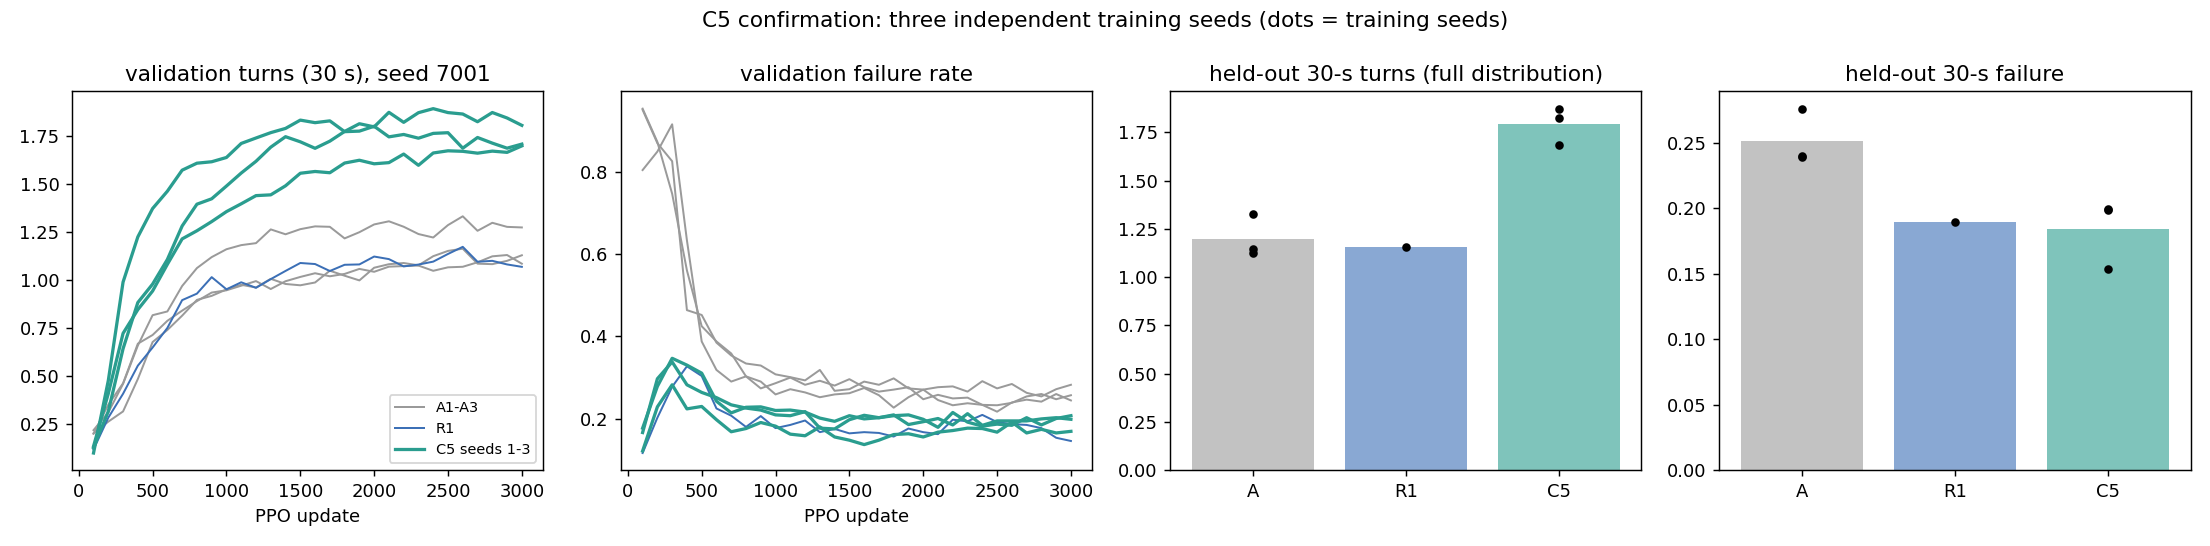 C5 confirmation: three independent training seeds (dots = training seeds)
validation turns (30 s), seed 7001
1.75
1.50
1.25
1.00
0.75
0.50
0.25
0
500
1000
1500
2000
2500
3000
PPO update
A1-A3
R1
C5 seeds 1-3
validation failure rate
0.8
0.6
0.4
0.2
0
500
1000
1500
2000
2500
3000
PPO update
held-out 30-s turns (full distribution)
1.75
1.50
1.25
1.00
0.75
0.50
0.25
0.00
A
R1
C5
held-out 30-s failure
0.25
0.20
0.15
0.10
0.05
0.00
A
R1
C5